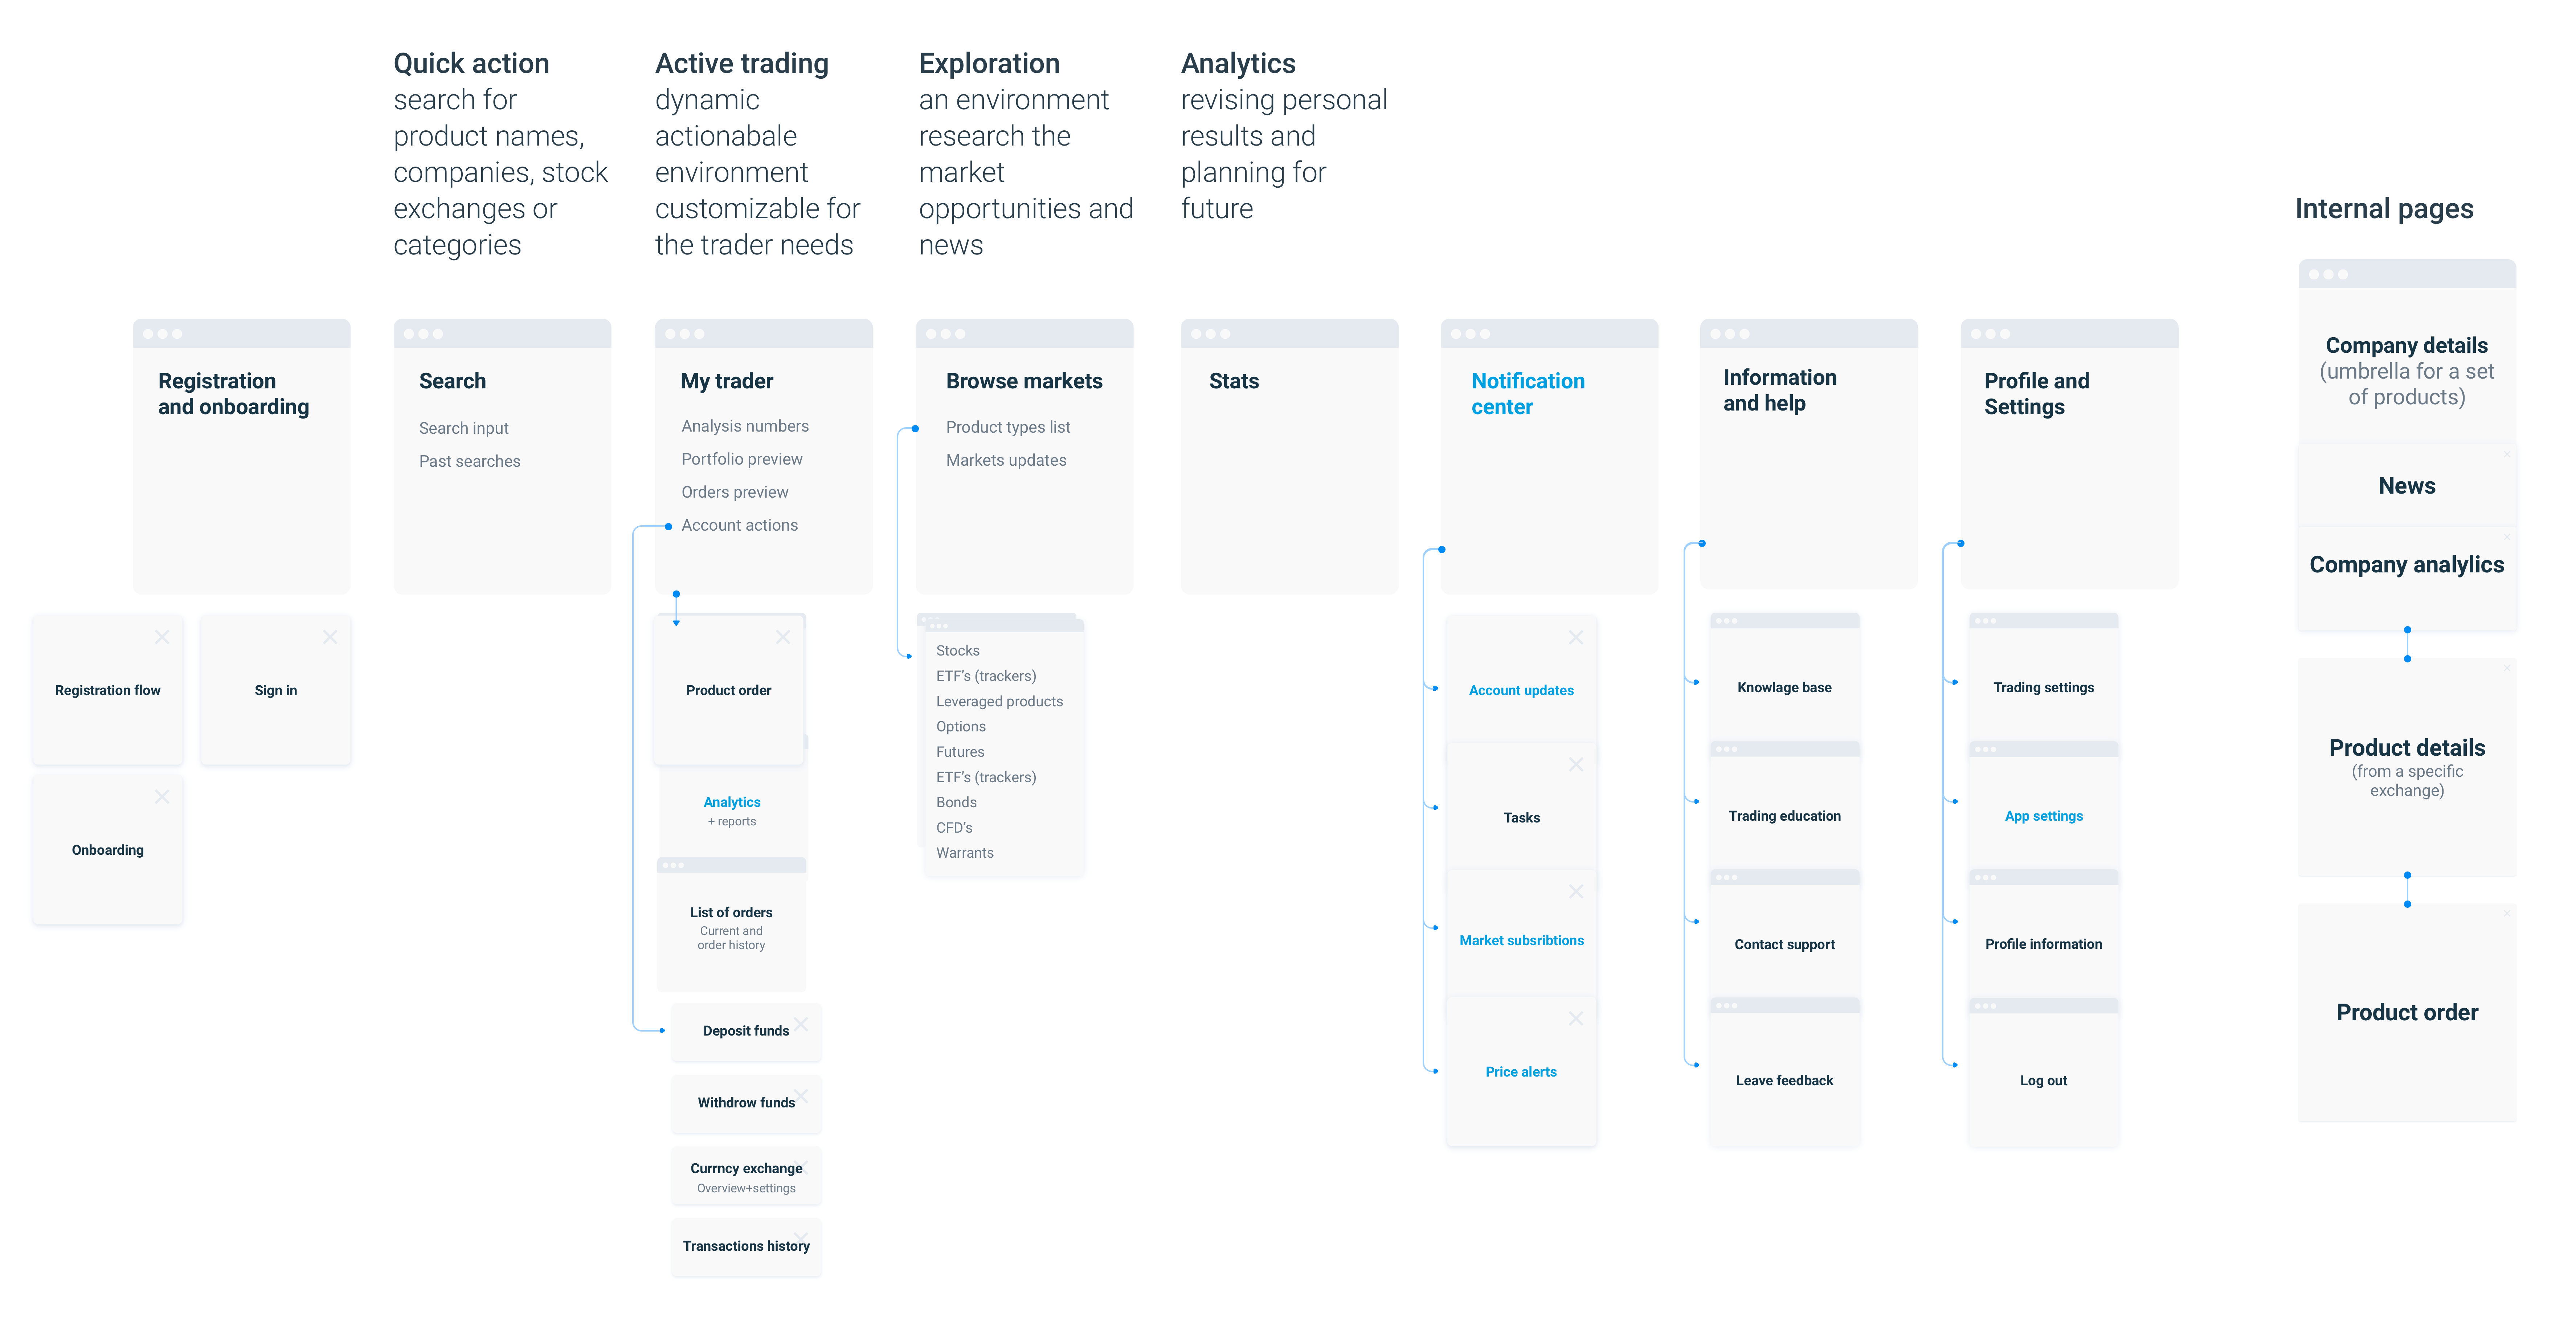 Quick action
search for
product names,
companies, stock
exchanges or
categories
Active trading
dynamic
actionabale
environment
customizable for
the trader needs
Exploration
an environment
research the
market
opportunities and
news
Analytics
revising personal
results and
planning for
future
Internal pages
Registration
and onboarding
Registration flow
Sign in
Onboarding
Search
Search input
Past searches
My trader
Analysis numbers
Portfolio preview
Orders preview
Account actions
Product order
Analytics
+ reports
List of orders
Current and
order history
Deposit funds
Withdrow funds
Currncy exchange
Overview+settings
Transactions history
Browse markets
Product types list
Markets updates
Stocks
ETF's (trackers)
Leveraged products
Options
Futures
ETF's (trackers)
Bonds
CFD's
Warrants
Stats
Notification
center
Account updates
Tasks
Market subsribtions
Price alerts
Information
and help
Knowlage base
Trading education
Contact support
Leave feedback
Profile and
Settings
Trading settings
App settings
Profile information
Log out
Company details
(umbrella for a set
of products)
News
Company analylics
Product details
(from a specific
exchange)
Product order